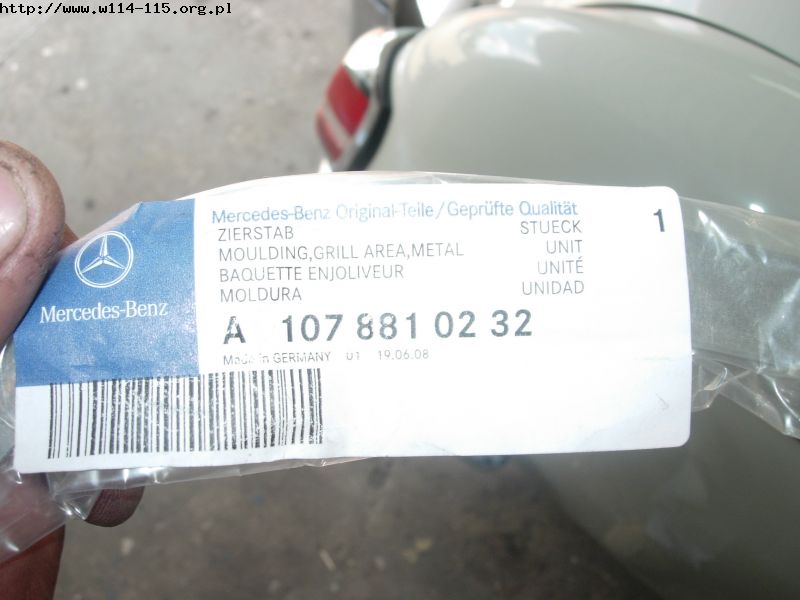 http://www.w114-115.org.pl
Mercedes-Benz Original-Teile/Geprüfte Qualität
ZIERSTAB STUECK 1
MOULDING,GRILL AREA,METAL UNIT
BAQUETTE ENJOLIVEUR UNITÉ
MOLDURA UNIDAD
A 107 881 02 32
Made in GERMANY 01 19.06.08
Mercedes-Benz